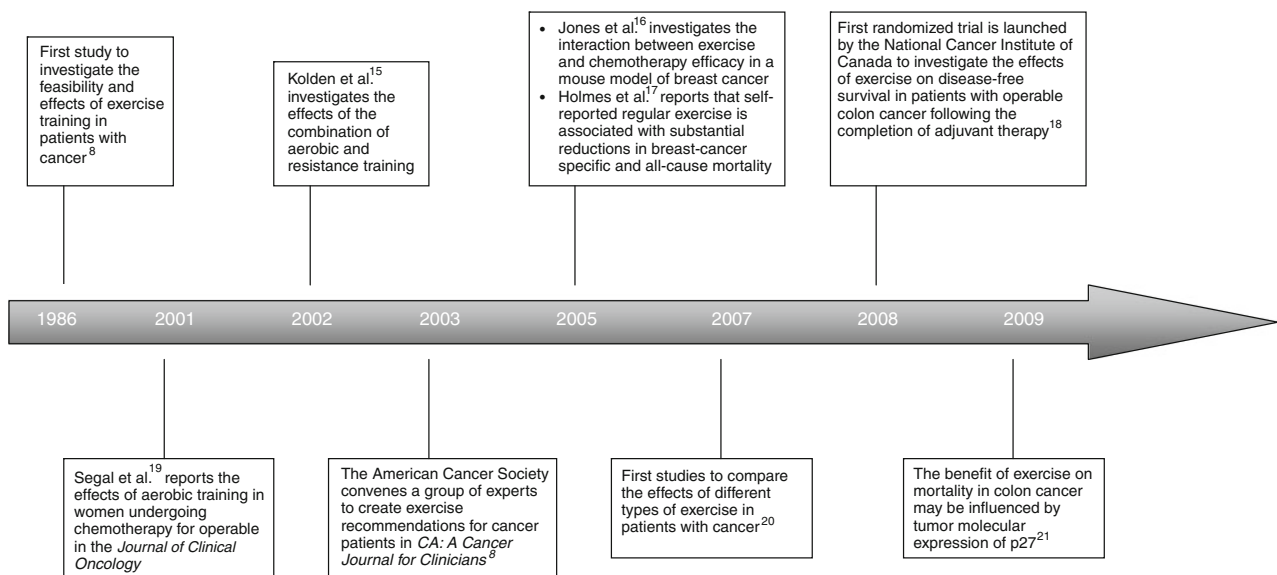 First study to
investigate the
feasibility and
effects of exercise
training in
patients with
cancer8
Kolden et al.15
investigates the
effects of the
combination of
aerobic and
resistance training
• Jones et al.16 investigates the
interaction between exercise
and chemotherapy efficacy in a
mouse model of breast cancer
• Holmes et al.17 reports that self-
reported regular exercise is
associated with substantial
reductions in breast-cancer
specific and all-cause mortality
First randomized trial is launched
by the National Cancer Institute of
Canada to investigate the effects
of exercise on disease-free
survival in patients with operable
colon cancer following the
completion of adjuvant therapy18
1986 2001 2002 2003 2005 2007 2008 2009
Segal et al.19 reports the
effects of aerobic training in
women undergoing
chemotherapy for operable
in the Journal of Clinical
Oncology
The American Cancer Society
convenes a group of experts
to create exercise
recommendations for cancer
patients in CA: A Cancer
Journal for Clinicians8
First studies to compare
the effects of different
types of exercise in
patients with cancer20
The benefit of exercise on
mortality in colon cancer
may be influenced by
tumor molecular
expression of p2721